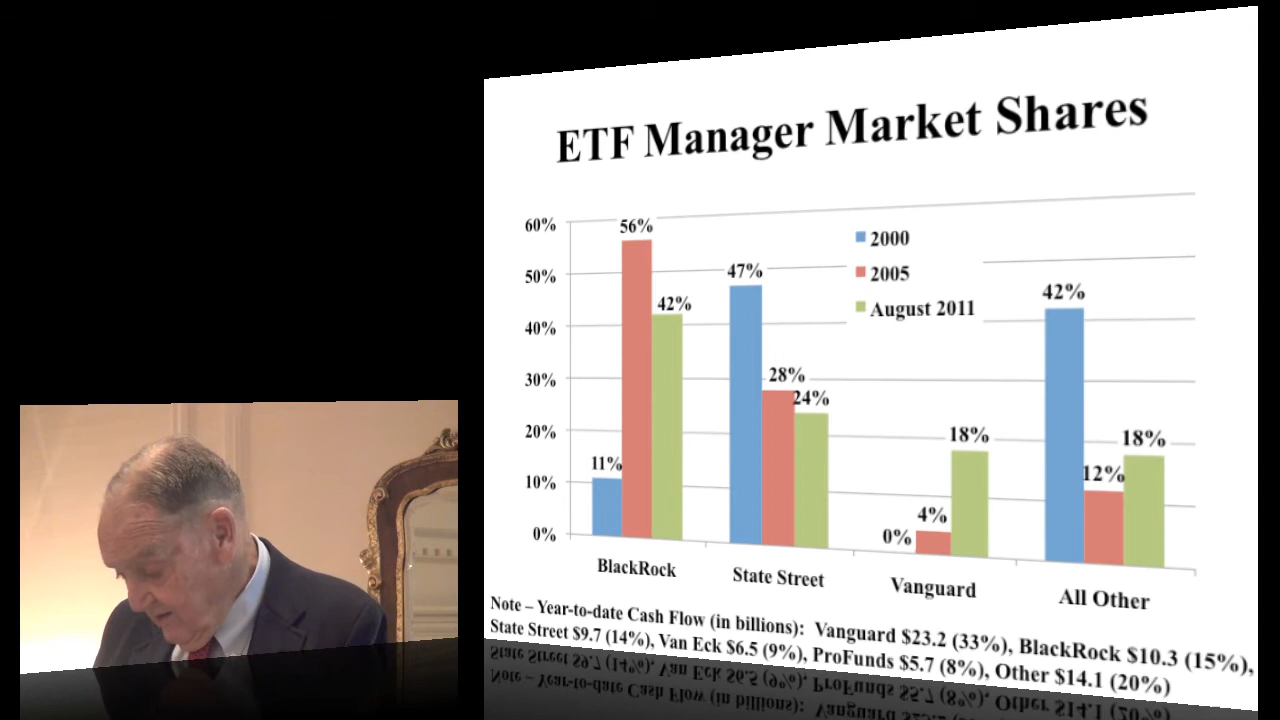 ETF Manager Market Shares
60%
50%
40%
30%
20%
10%
0%
2000
2005
August 2011
11%
56%
42%
47%
28%
24%
0%
4%
18%
42%
12%
18%
BlackRock
State Street
Vanguard
All Other
Note – Year-to-date Cash Flow (in billions): Vanguard $23.2 (33%), BlackRock $10.3 (15%),
State Street $9.7 (14%), Van Eck $6.5 (9%), ProFunds $5.7 (8%), Other $14.1 (20%)